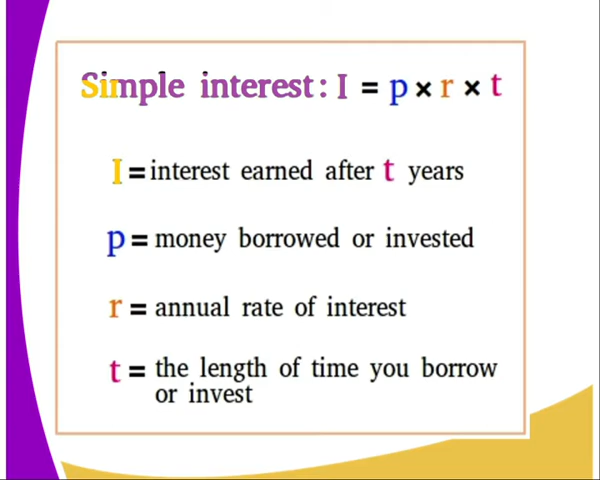 Simple interest: I = p × r × t
I = interest earned after t years
p = money borrowed or invested
r = annual rate of interest
t = the length of time you borrow
or invest